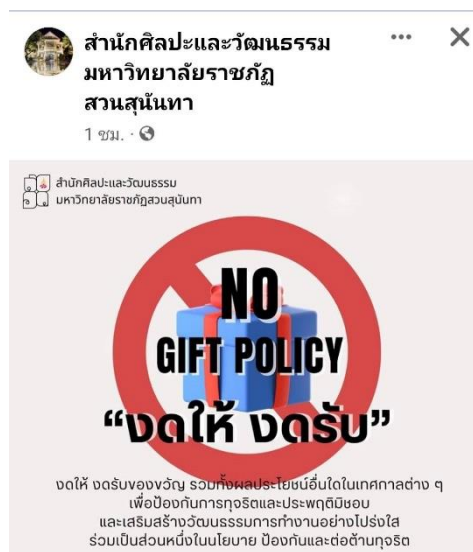 สำนักศิลปะและวัฒนธรรม
มหาวิทยาลัยราชภัฏ
สวนสุนันทา
1 ชม. ·
สำนักศิลปะและวัฒนธรรม
มหาวิทยาลัยราชภัฏสวนสุนันทา
NO
GIFT POLICY
“งดให้ งดรับ”
งดให้ งดรับของขวัญ รวมทั้งผลประโยชน์อื่นใดในเทศกาลต่าง ๆ
เพื่อป้องกันการทุจริตและประพฤติมิชอบ
และเสริมสร้างวัฒนธรรมการทำงานอย่างโปร่งใส
ร่วมเป็นส่วนหนึ่งในนโยบาย ป้องกันและต่อต้านทุจริต